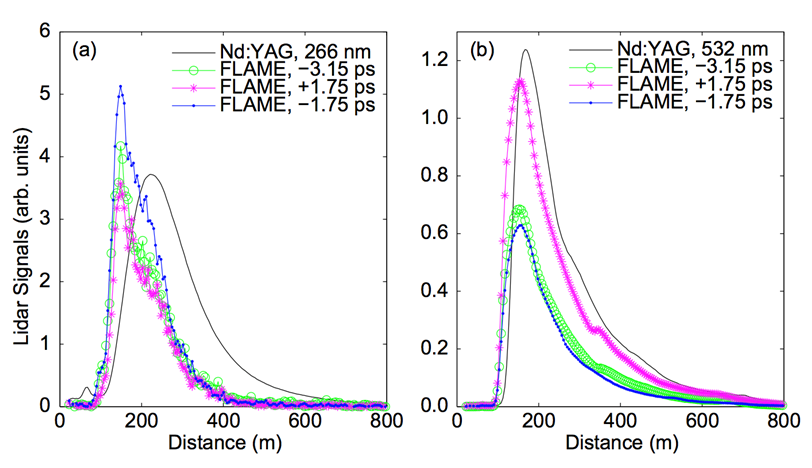 (a)
Nd:YAG, 266 nm
FLAME, −3.15 ps
FLAME, +1.75 ps
FLAME, −1.75 ps
Lidar Signals (arb. units)
6
5
4
3
2
1
0
0 200 400 600 800
Distance (m)
(b)
Nd:YAG, 532 nm
FLAME, −3.15 ps
FLAME, +1.75 ps
FLAME, −1.75 ps
1.2
1.0
0.8
0.6
0.4
0.2
0.0
0 200 400 600 800
Distance (m)